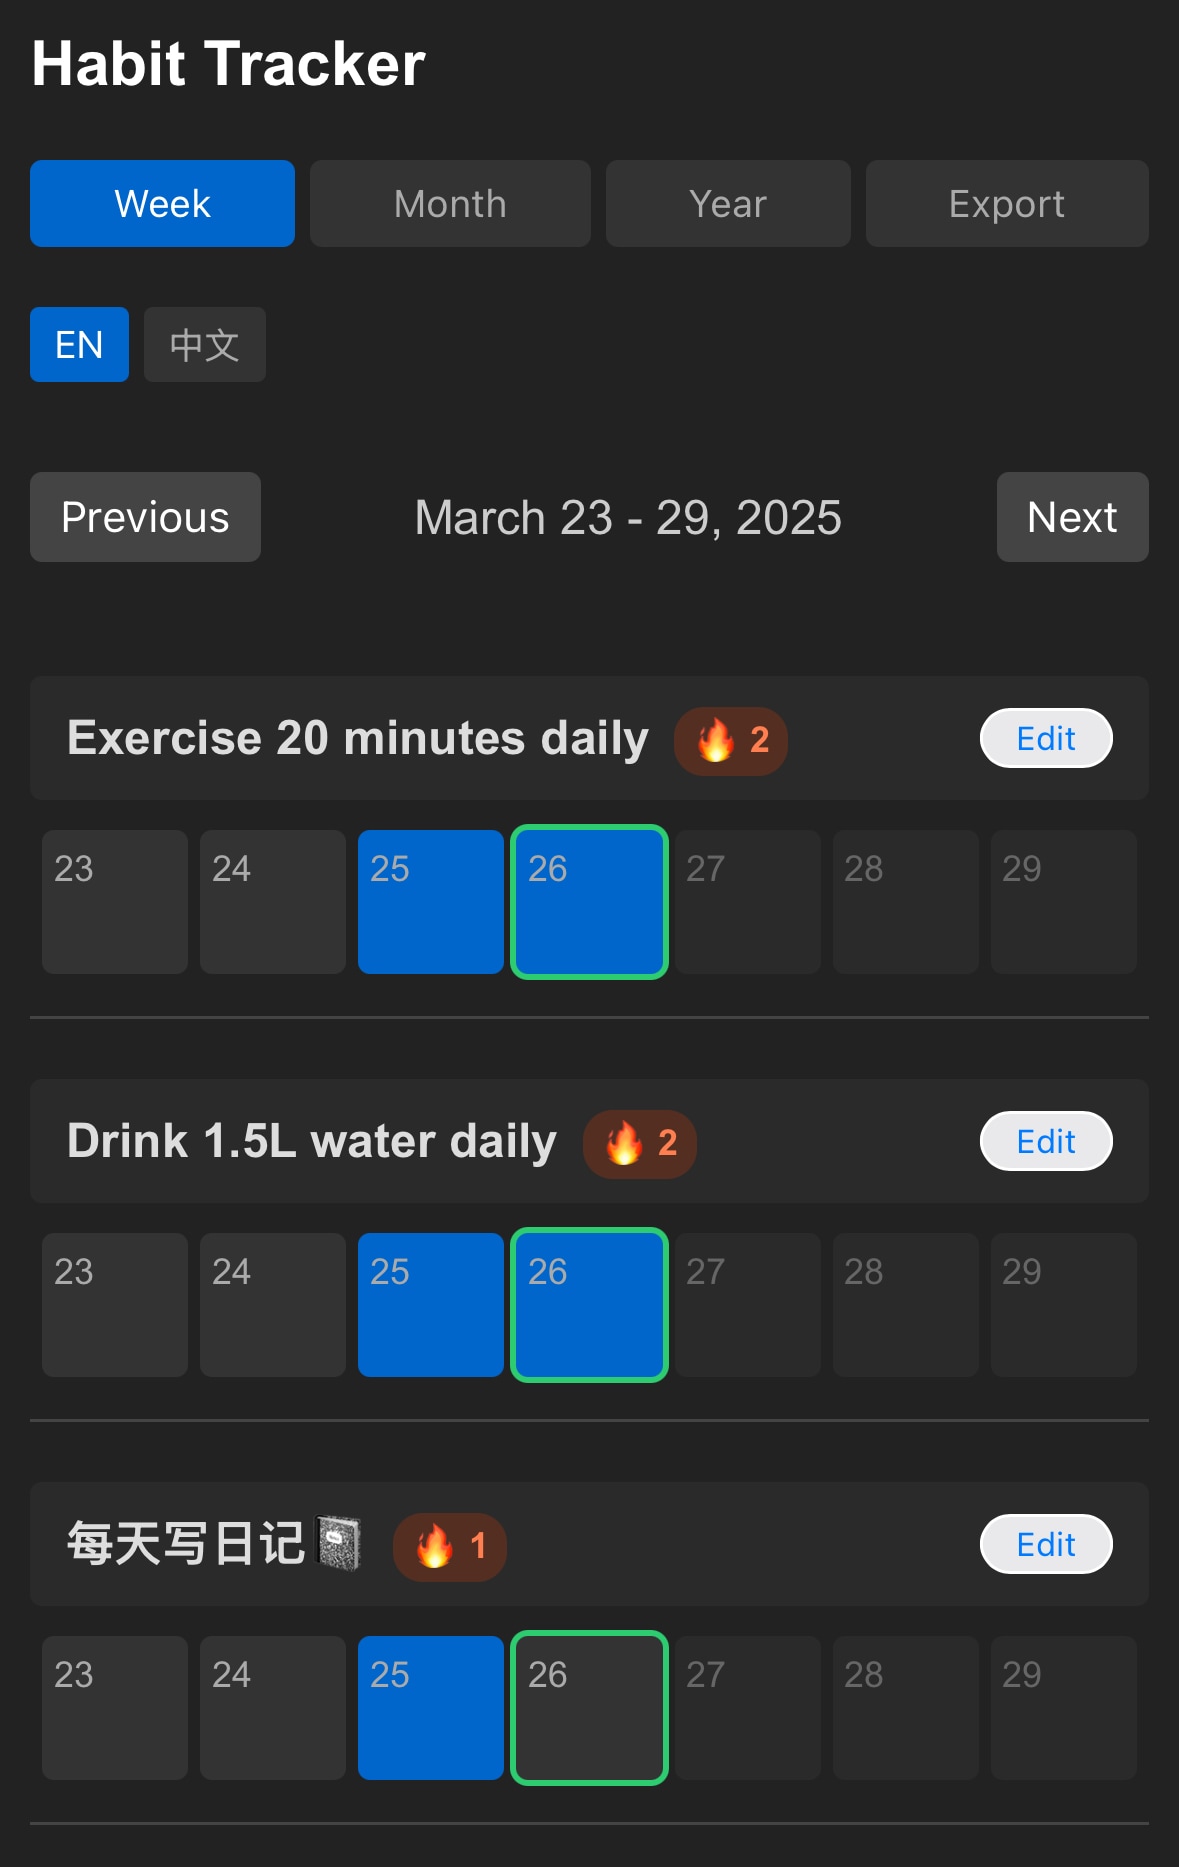 Habit Tracker
Week Month Year Export
EN 中文
Previous March 23 - 29, 2025 Next
Exercise 20 minutes daily 🔥 2 Edit
23 24 25 26 27 28 29
Drink 1.5L water daily 🔥 2 Edit
23 24 25 26 27 28 29
每天写日记📓 🔥 1 Edit
23 24 25 26 27 28 29